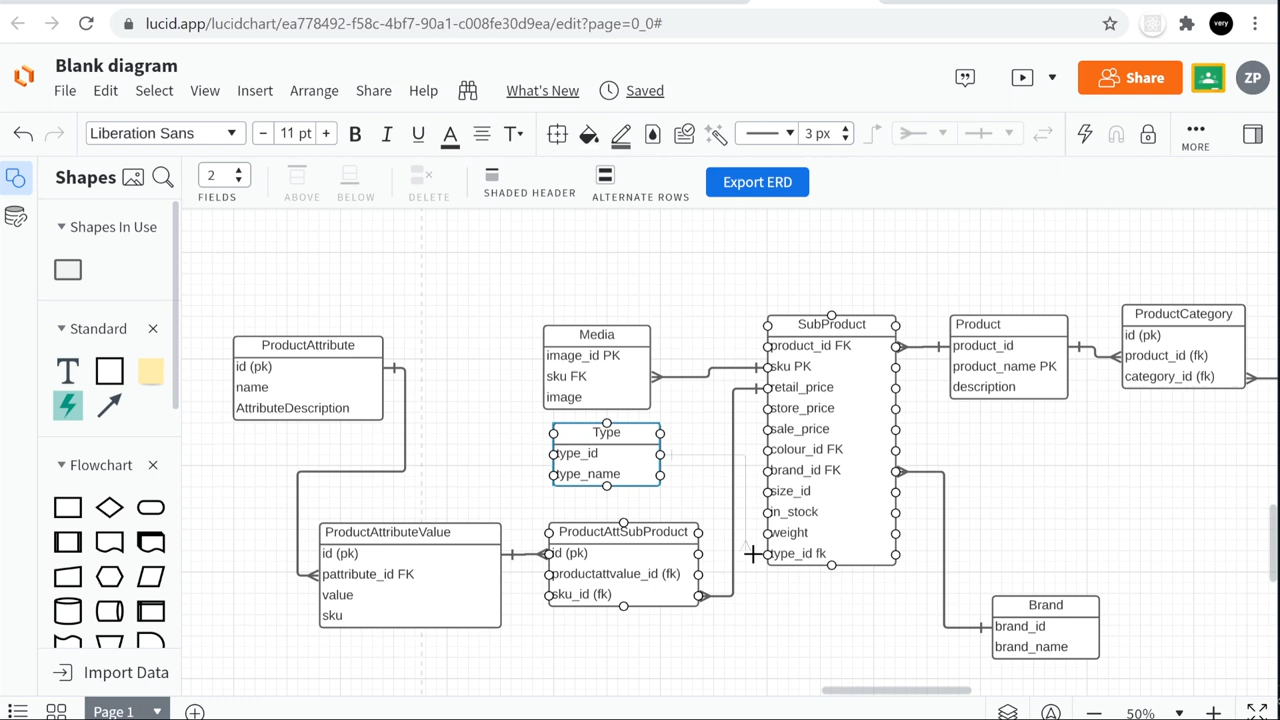 lucid.app/lucidchart/ea778492-f58c-4bf7-90a1-c008fe30d9ea/edit?page=0_0#
very
Blank diagram
File Edit Select View Insert Arrange Share Help What's New Saved
Share
ZP
Liberation Sans
− 11 pt +
B I U A T
3 px
MORE
Shapes
2
FIELDS
ABOVE
BELOW
DELETE
SHADED HEADER
ALTERNATE ROWS
Export ERD
Shapes In Use
Standard
T
Flowchart
Import Data
ProductAttribute
id (pk)
name
AttributeDescription
Media
image_id PK
sku FK
image
Type
type_id
type_name
ProductAttributeValue
id (pk)
pattribute_id FK
value
sku
ProductAttSubProduct
id (pk)
productattvalue_id (fk)
sku_id (fk)
SubProduct
product_id FK
sku PK
retail_price
store_price
sale_price
colour_id FK
brand_id FK
size_id
in_stock
weight
type_id fk
Product
product_id
product_name PK
description
ProductCategory
id (pk)
product_id (fk)
category_id (fk)
Brand
brand_id
brand_name
Page 1
50%